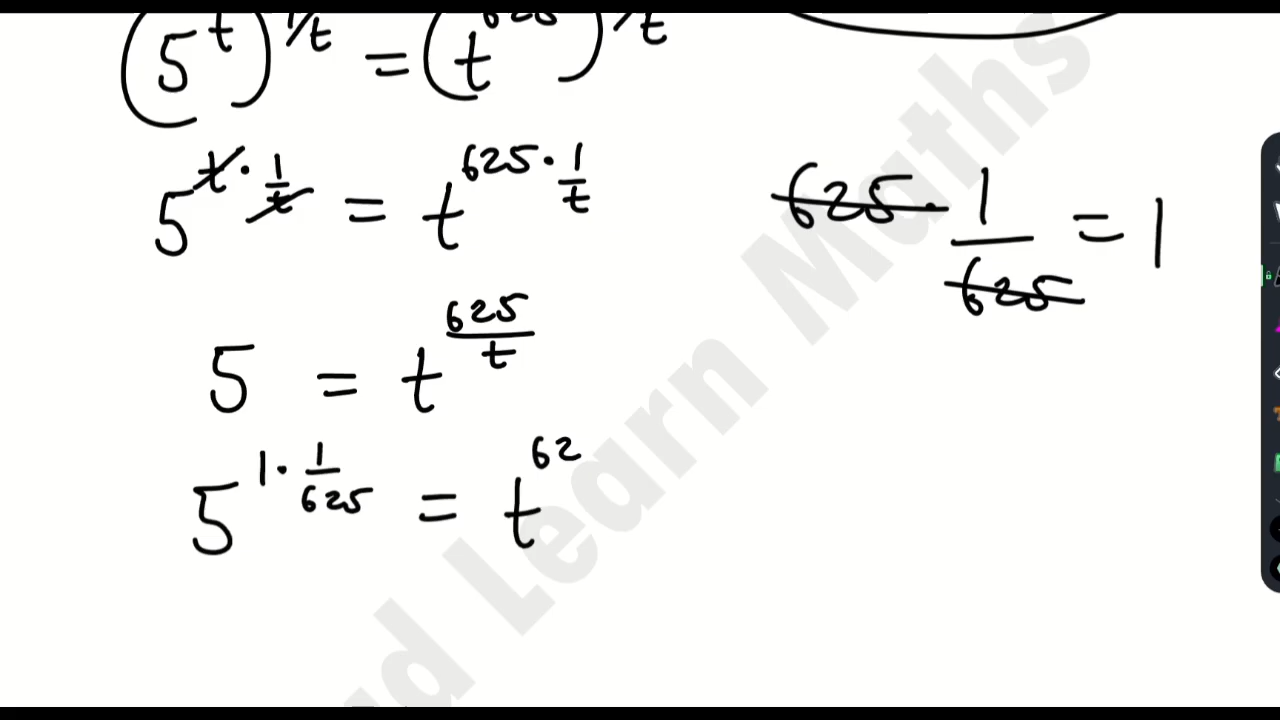 (5^t)^1/t = (t^625)^1/t
5^t·1/t = t^625·1/t
625·1/625 = 1
5 = t^625/t
5^1·1/625 = t^62
d Learn Maths